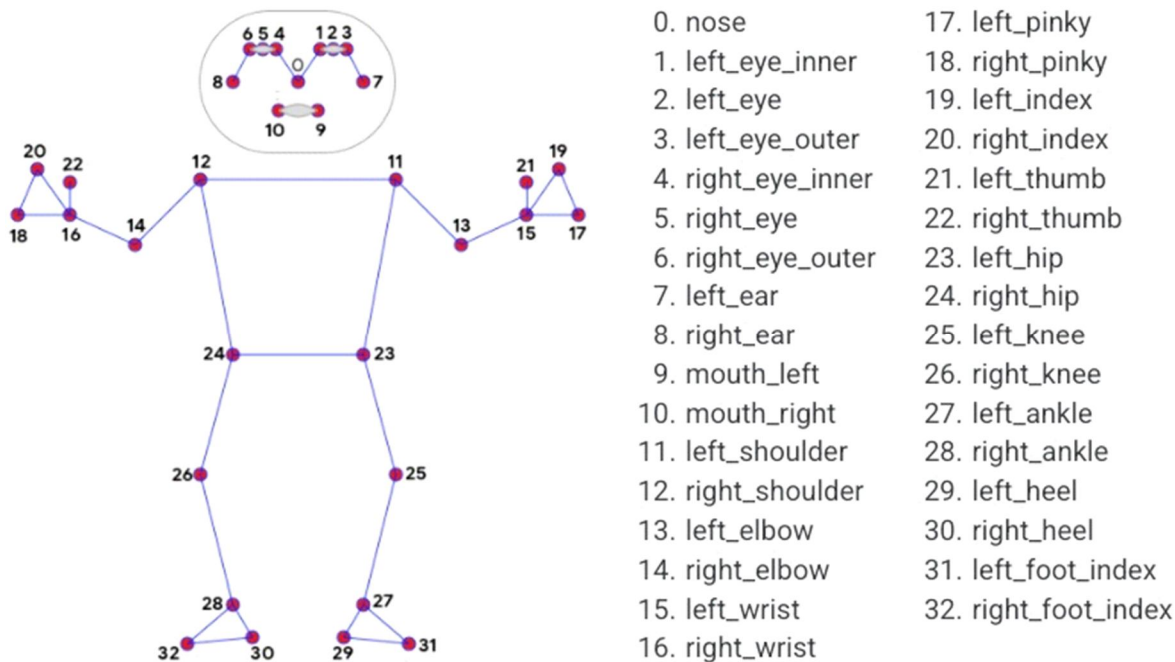 6 5 4 1 2 3
0
8 7
10 9
20 22 12 11 21 19
18 16 14 13 15 17
24 23
26 25
28 27
32 30 29 31
0. nose
1. left_eye_inner
2. left_eye
3. left_eye_outer
4. right_eye_inner
5. right_eye
6. right_eye_outer
7. left_ear
8. right_ear
9. mouth_left
10. mouth_right
11. left_shoulder
12. right_shoulder
13. left_elbow
14. right_elbow
15. left_wrist
16. right_wrist
17. left_pinky
18. right_pinky
19. left_index
20. right_index
21. left_thumb
22. right_thumb
23. left_hip
24. right_hip
25. left_knee
26. right_knee
27. left_ankle
28. right_ankle
29. left_heel
30. right_heel
31. left_foot_index
32. right_foot_index